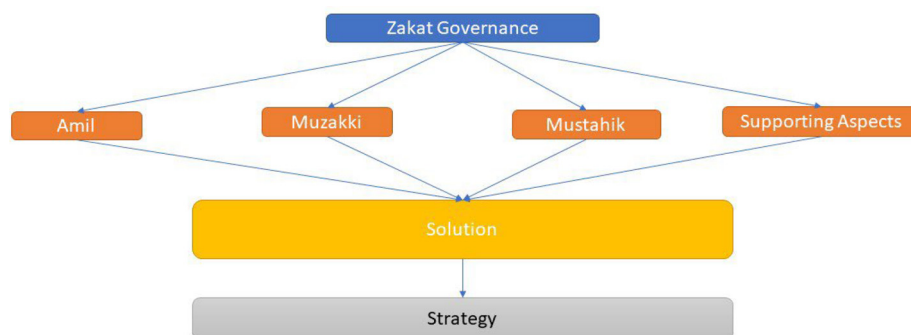 Zakat Governance
Amil
Muzakki
Mustahik
Supporting Aspects
Solution
Strategy